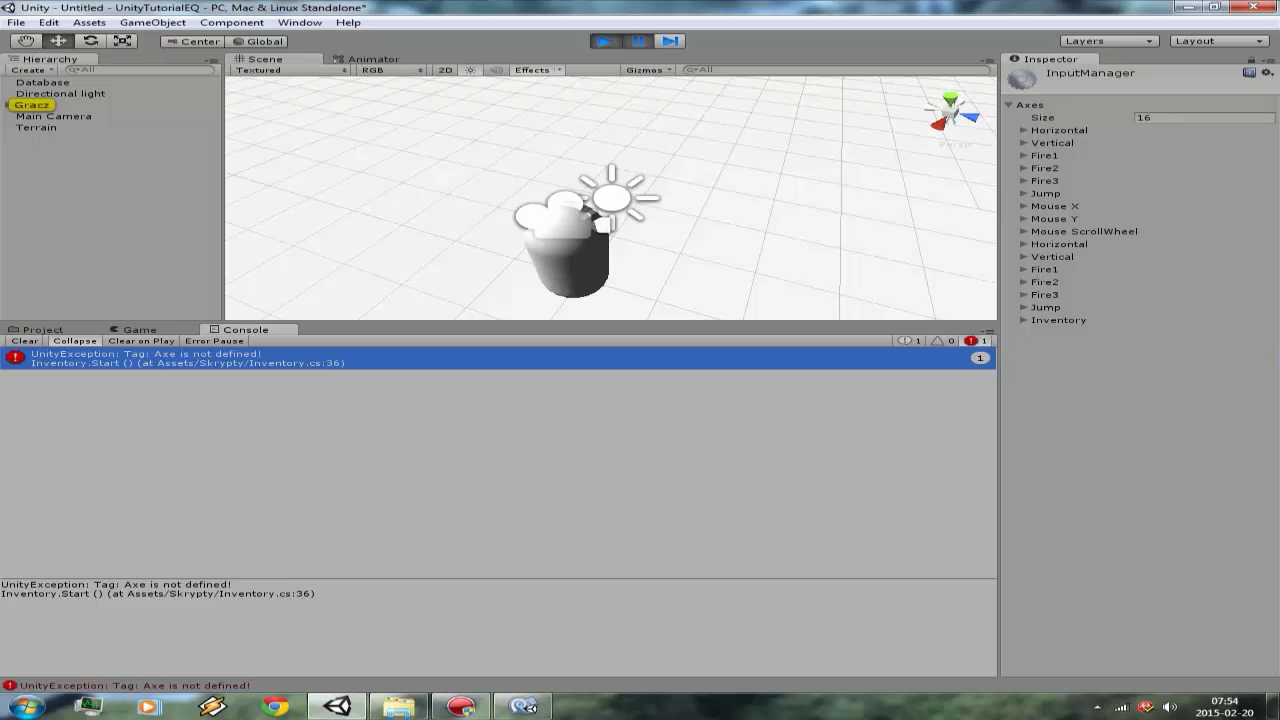 Unity - Untitled - UnityTutorialEQ - PC, Mac & Linux Standalone*
File Edit Assets GameObject Component Window Help
Center Global Layers Layout
Hierarchy
Create All
Database
Directional light
Gracz
Main Camera
Terrain
Scene Animator
Textured RGB 2D Effects Gizmos All
Persp
Project Game Console
Clear Collapse Clear on Play Error Pause 1 0 1
UnityException: Tag: Axe is not defined!
Inventory.Start () (at Assets/Skrypty/Inventory.cs:36)
1
UnityException: Tag: Axe is not defined!
Inventory.Start () (at Assets/Skrypty/Inventory.cs:36)
UnityException: Tag: Axe is not defined!
Inspector
InputManager
Axes
Size 16
Horizontal
Vertical
Fire1
Fire2
Fire3
Jump
Mouse X
Mouse Y
Mouse ScrollWheel
Horizontal
Vertical
Fire1
Fire2
Fire3
Jump
Inventory
07:54
2015-02-20